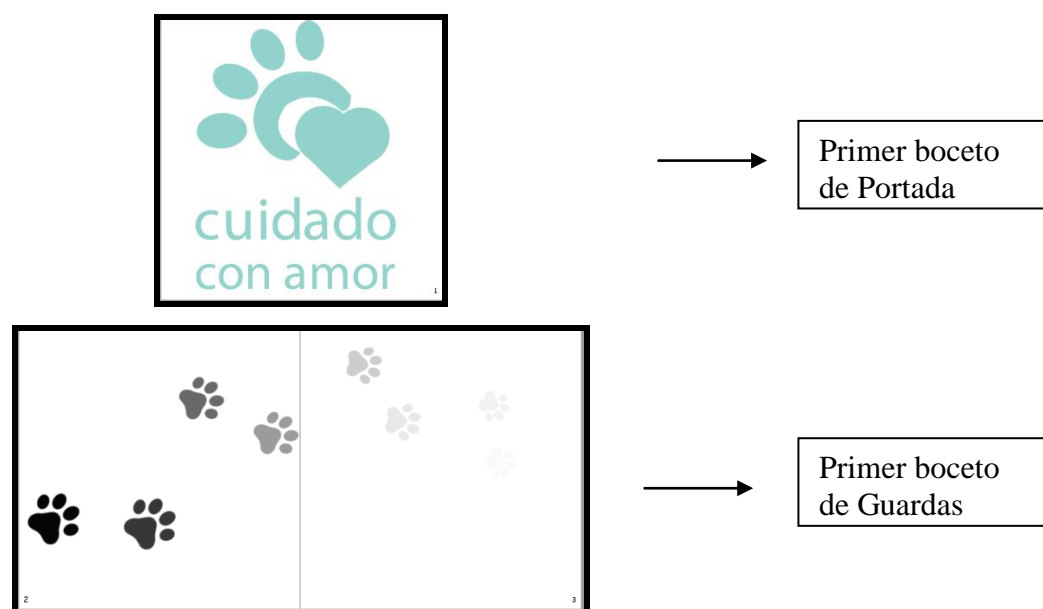 cuidado
con amor
1
Primer boceto
de Portada
2
3
Primer boceto
de Guardas